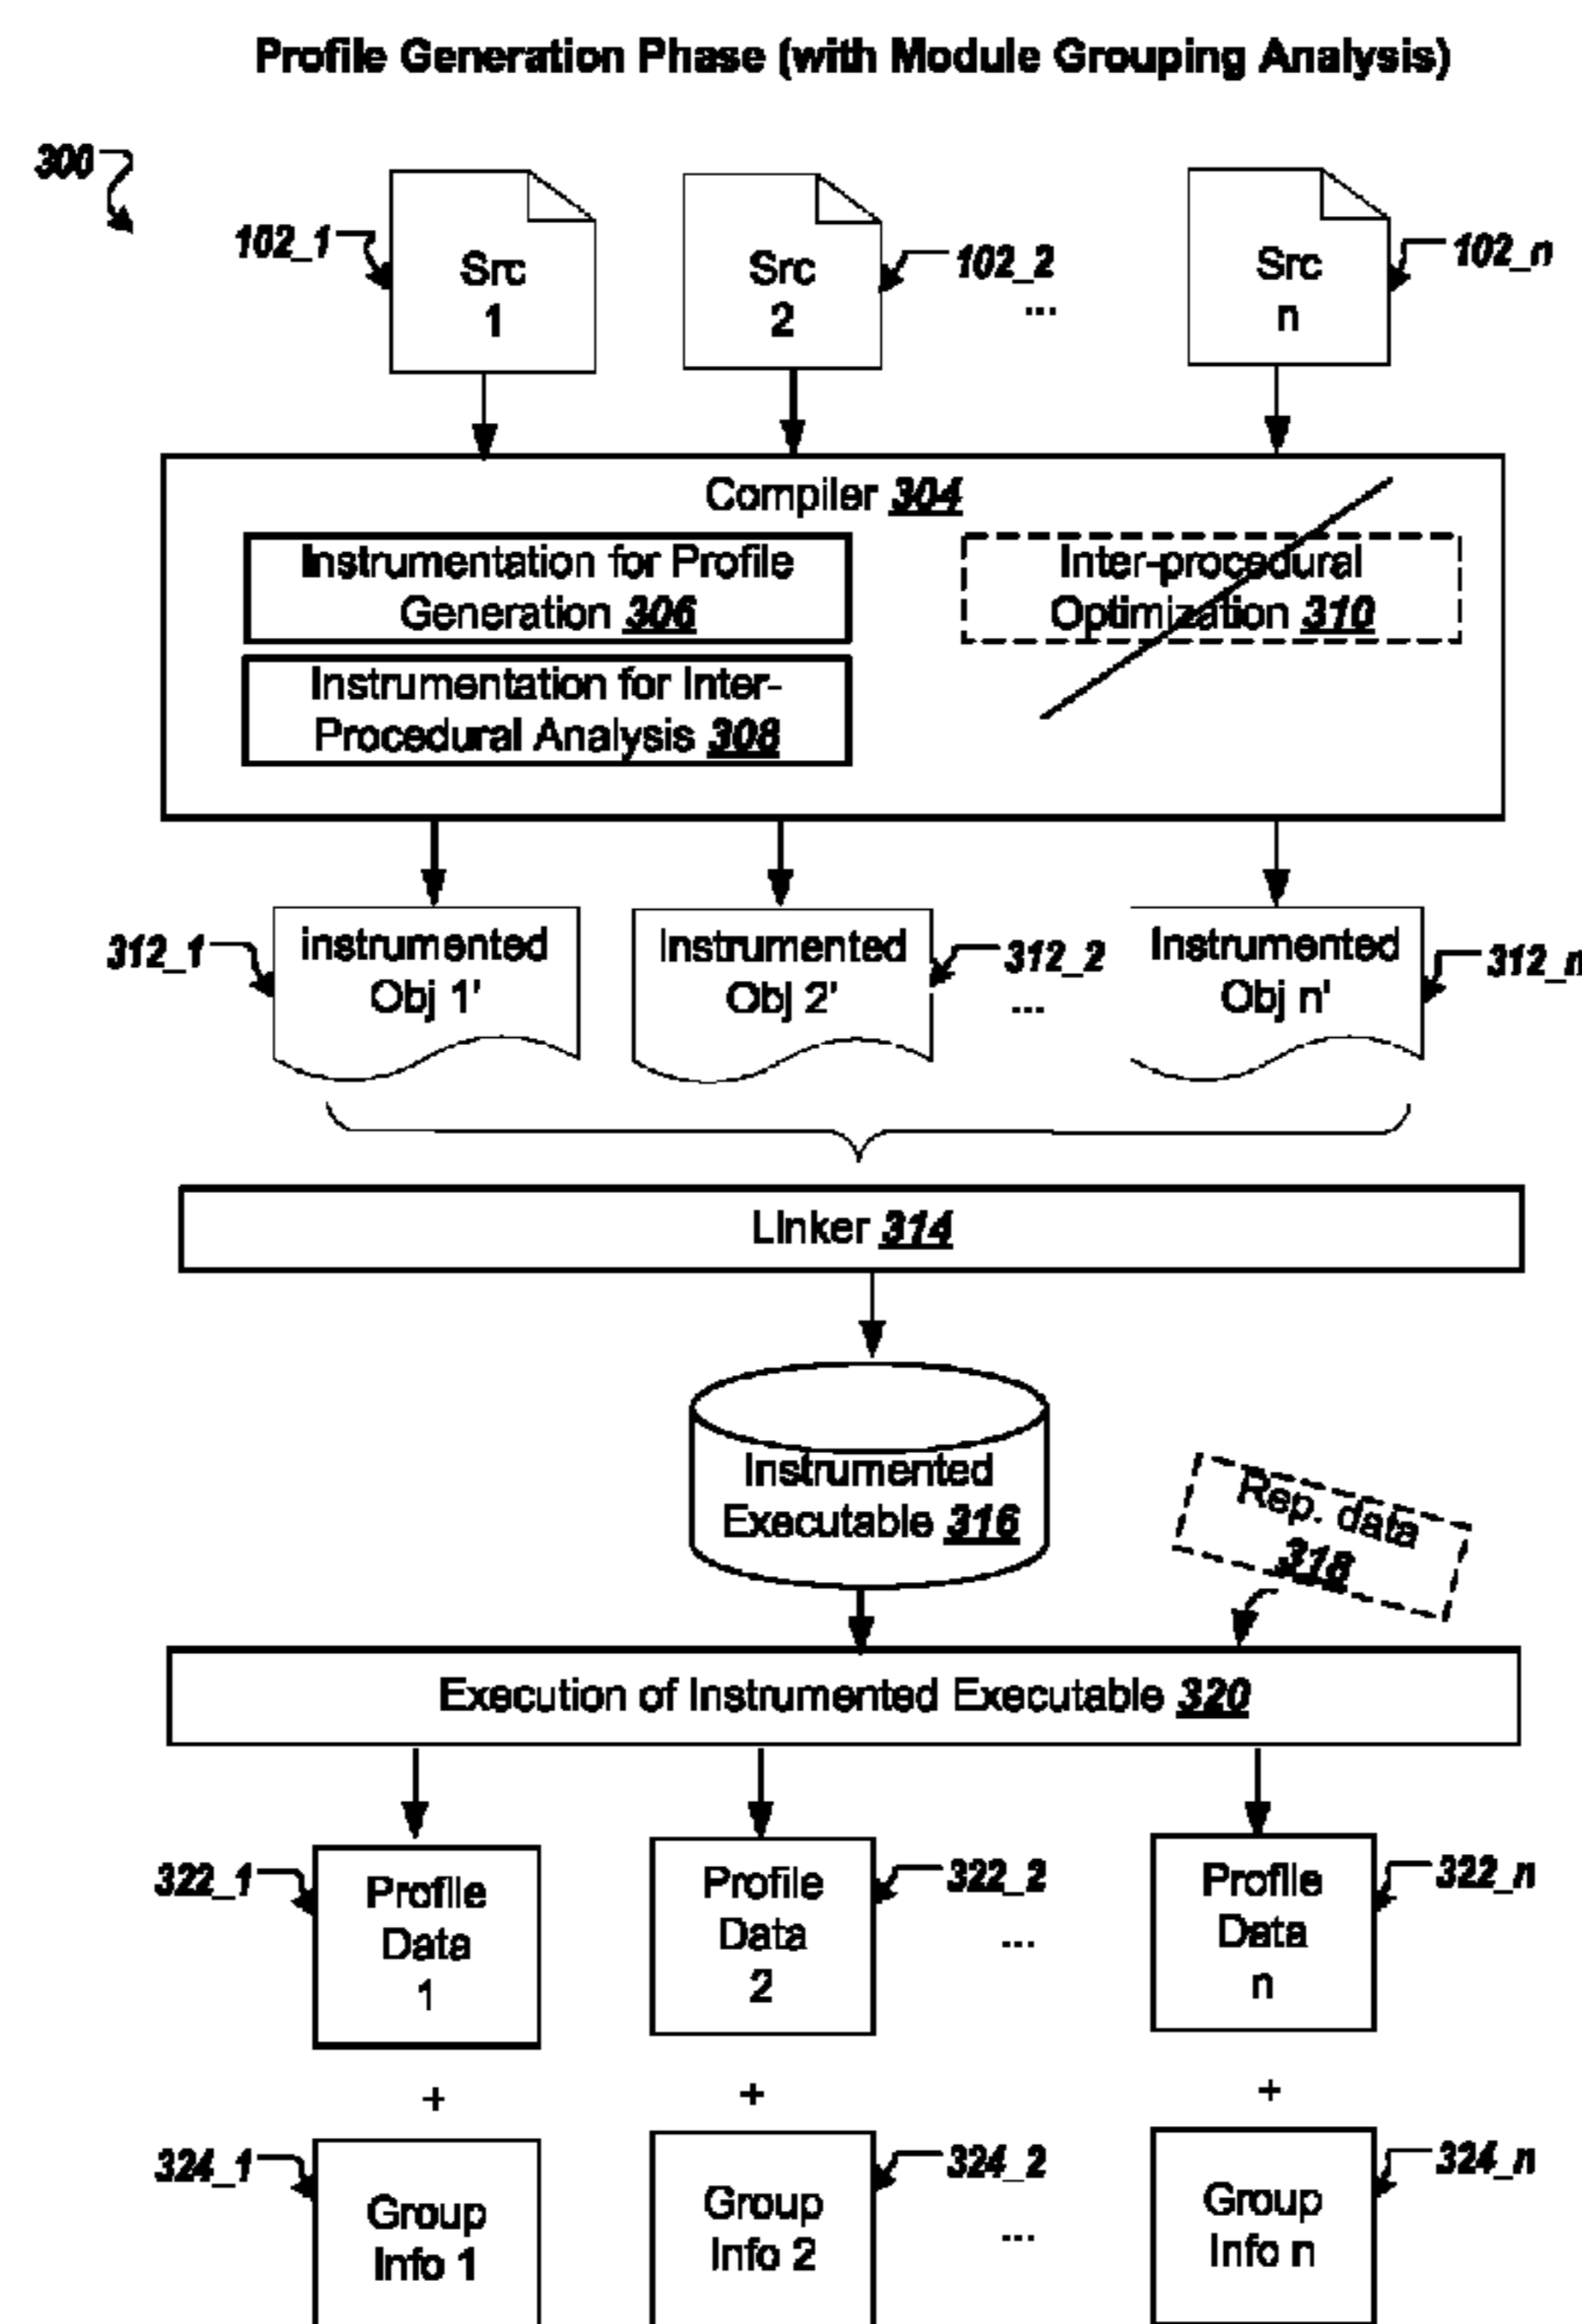 Profile Generation Phase (with Module Grouping Analysis)
300
102_1
Src
1
Src
2
102_2
...
Src
n
102_n
Compiler 304
Instrumentation for Profile
Generation 306
Inter-procedural
Optimization 310
Instrumentation for Inter-
Procedural Analysis 308
312_1
instrumented
Obj 1'
Instrumented
Obj 2'
312_2
...
Instrumented
Obj n'
312_n
Linker 314
Instrumented
Executable 316
Rep. data
318
Execution of Instrumented Executable 320
322_1
Profile
Data
1
Profile
Data
2
322_2
...
Profile
Data
n
322_n
+
+
+
324_1
Group
Info 1
Group
Info 2
324_2
...
Group
Info n
324_n